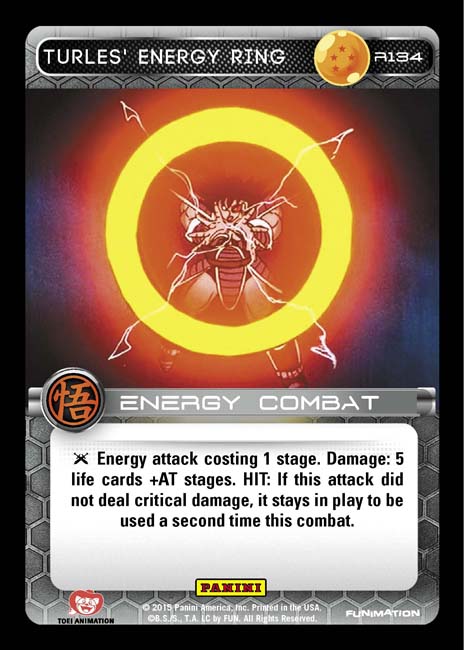 TURLES' ENERGY RING
R134
悟
ENERGY COMBAT
Energy attack costing 1 stage. Damage: 5
life cards +AT stages. HIT: If this attack did
not deal critical damage, it stays in play to be
used a second time this combat.
PANINI
TOEI ANIMATION
© 2015 Panini America, Inc. Printed in the USA.
©B.S./S., T.A. LC by FUN. All Rights Reserved.
FUNIMATION